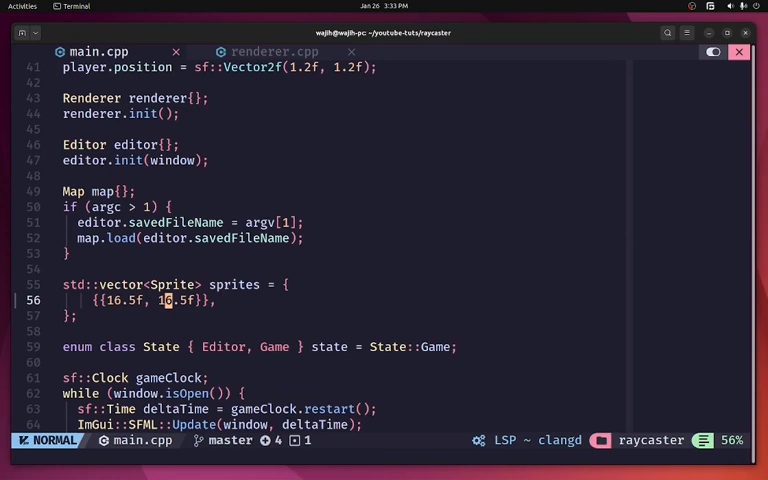 Activities Terminal Jan 26 3:33 PM
wajih@wajih-pc: ~/youtube-tuts/raycaster
main.cpp × renderer.cpp ×
41 player.position = sf::Vector2f(1.2f, 1.2f);
42
43 Renderer renderer{};
44 renderer.init();
45
46 Editor editor{};
47 editor.init(window);
48
49 Map map{};
50 if (argc > 1) {
51 editor.savedFileName = argv[1];
52 map.load(editor.savedFileName);
53 }
54
55 std::vector<Sprite> sprites = {
56 {{16.5f, 16.5f}},
57 };
58
59 enum class State { Editor, Game } state = State::Game;
60
61 sf::Clock gameClock;
62 while (window.isOpen()) {
63 sf::Time deltaTime = gameClock.restart();
64 ImGui::SFML::Update(window, deltaTime);
NORMAL main.cpp master 4 1 LSP ~ clangd raycaster 56%